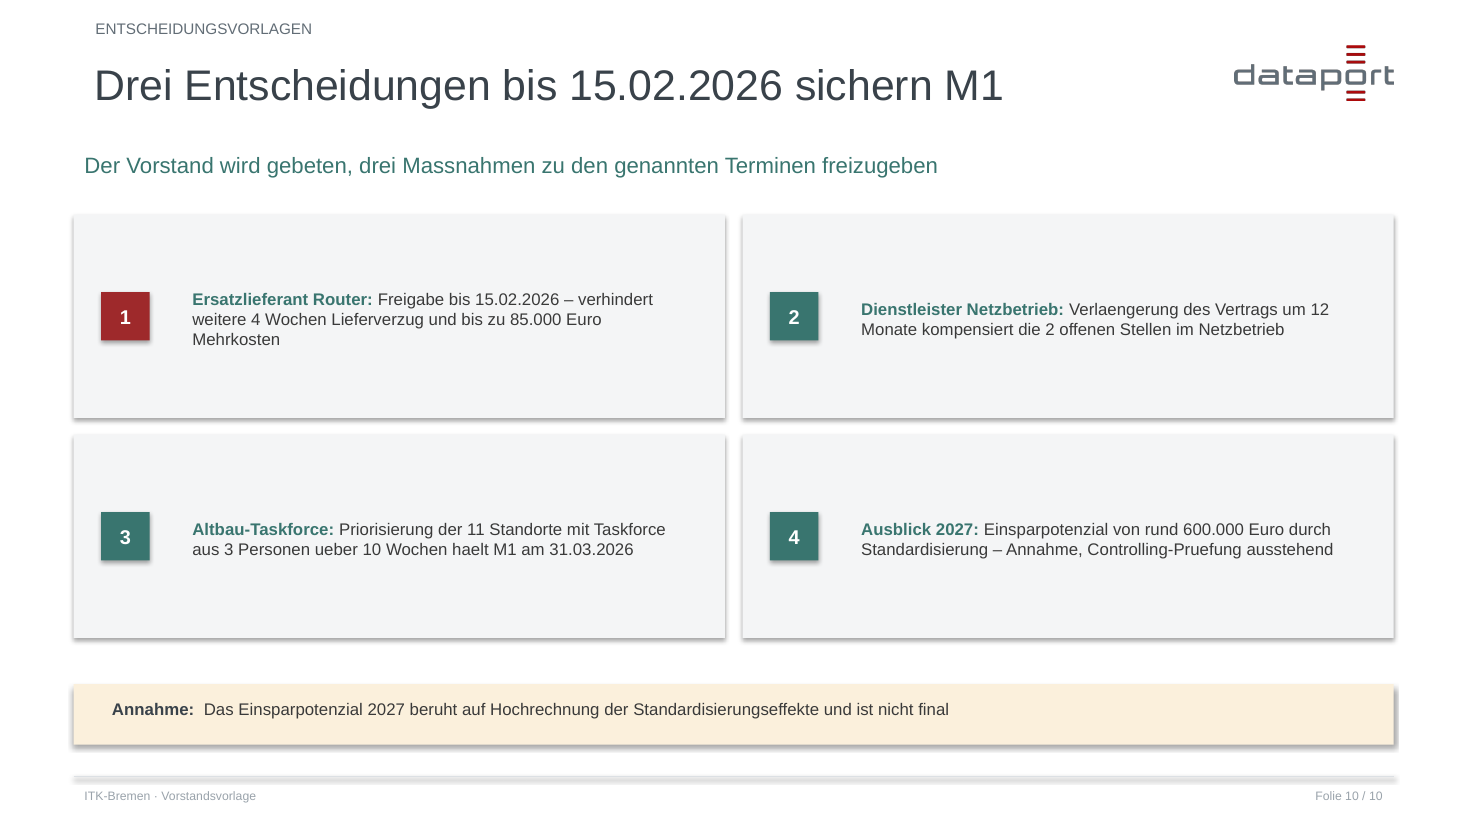 ENTSCHEIDUNGSVORLAGEN
Drei Entscheidungen bis 15.02.2026 sichern M1
dataport
Der Vorstand wird gebeten, drei Massnahmen zu den genannten Terminen freizugeben
1
Ersatzlieferant Router: Freigabe bis 15.02.2026 – verhindert
weitere 4 Wochen Lieferverzug und bis zu 85.000 Euro
Mehrkosten
2
Dienstleister Netzbetrieb: Verlaengerung des Vertrags um 12
Monate kompensiert die 2 offenen Stellen im Netzbetrieb
3
Altbau-Taskforce: Priorisierung der 11 Standorte mit Taskforce
aus 3 Personen ueber 10 Wochen haelt M1 am 31.03.2026
4
Ausblick 2027: Einsparpotenzial von rund 600.000 Euro durch
Standardisierung – Annahme, Controlling-Pruefung ausstehend
Annahme: Das Einsparpotenzial 2027 beruht auf Hochrechnung der Standardisierungseffekte und ist nicht final
ITK-Bremen · Vorstandsvorlage
Folie 10 / 10